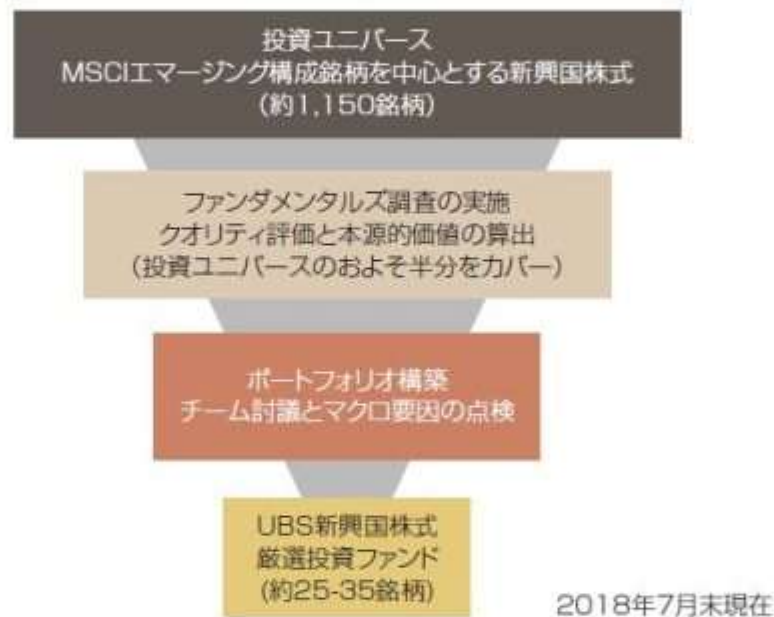 投資ユニバース
MSCIエマージング構成銘柄を中心とする新興国株式
(約1,150銘柄)
ファンダメンタルズ調査の実施
クオリティ評価と本源的価値の算出
(投資ユニバースのおよそ半分をカバー)
ポートフォリオ構築
チーム討議とマクロ要因の点検
UBS新興国株式
厳選投資ファンド
(約25-35銘柄)
2018年7月末現在